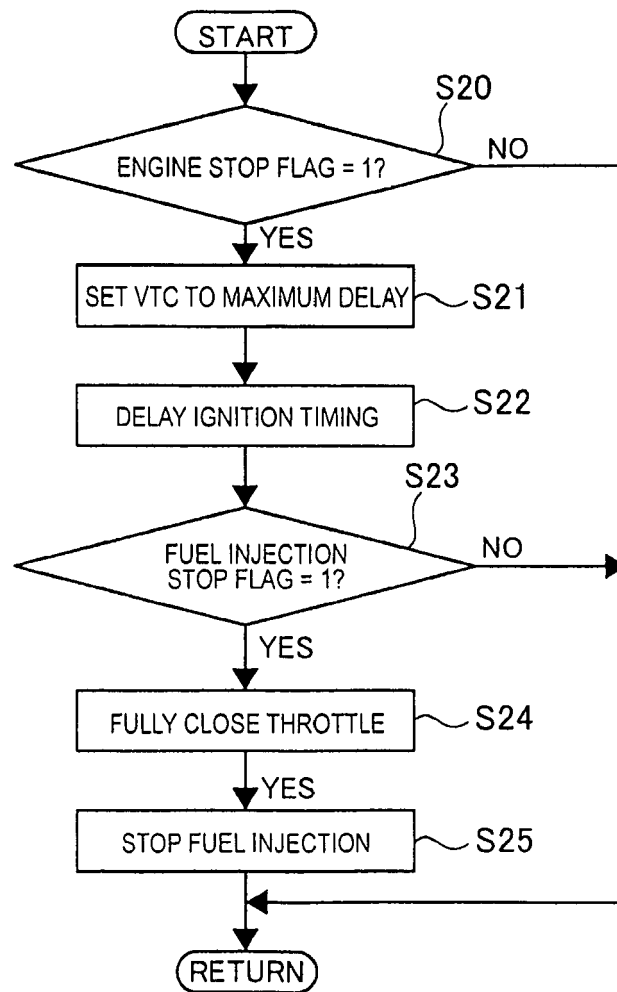 START
S20
ENGINE STOP FLAG = 1?
NO
YES
SET VTC TO MAXIMUM DELAY
S21
DELAY IGNITION TIMING
S22
S23
FUEL INJECTION
STOP FLAG = 1?
NO
YES
FULLY CLOSE THROTTLE
S24
YES
STOP FUEL INJECTION
S25
RETURN